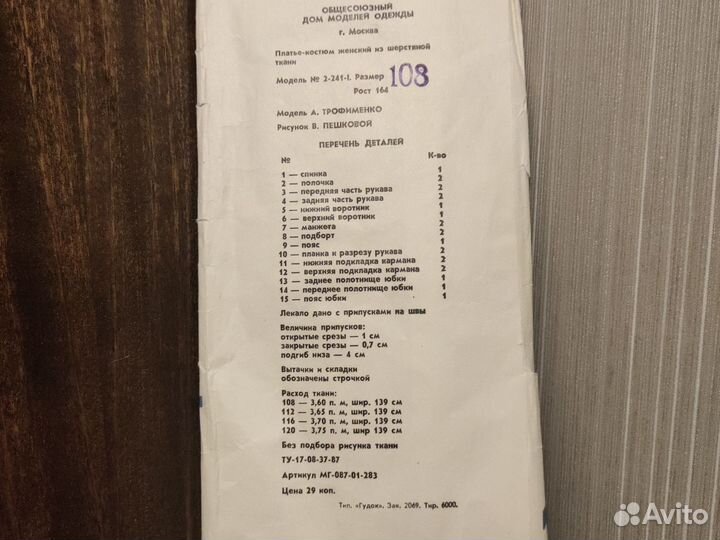 ОБЩЕСОЮЗНЫЙ
ДОМ МОДЕЛЕЙ ОДЕЖДЫ
г. Москва
Платье-костюм женский из шерстяной
ткани
Модель № 2-241-I. Размер 108
Рост 164
Модель А. ТРОФИМЕНКО
Рисунок В. ПЕШКОВОЙ
ПЕРЕЧЕНЬ ДЕТАЛЕЙ
№ К-во
1 — спинка 1
2 — полочка 2
3 — передняя часть рукава 2
4 — задняя часть рукава 2
5 — нижний воротник 1
6 — верхний воротник 1
7 — манжета 2
8 — подборт 2
9 — пояс 1
10 — планка к разрезу рукава 2
11 — нижняя подкладка кармана 2
12 — верхняя подкладка кармана 2
13 — заднее полотнище юбки 1
14 — переднее полотнище юбки 1
15 — пояс юбки 1
Лекало дано с припусками на швы
Величина припусков:
открытые срезы — 1 см
закрытые срезы — 0,7 см
подгиб низа — 4 см
Вытачки и складки
обозначены строчкой
Расход ткани:
108 — 3,60 п. м, шир. 139 см
112 — 3,65 п. м, шир. 139 см
116 — 3,70 п. м, шир. 139 см
120 — 3,75 п. м, шир 139 см
Без подбора рисунка ткани
ТУ-17-08-37-87
Артикул МГ-087-01-283
Цена 29 коп.
Тип. «Гудок». Зак. 2069. Тир. 6000.
Avito